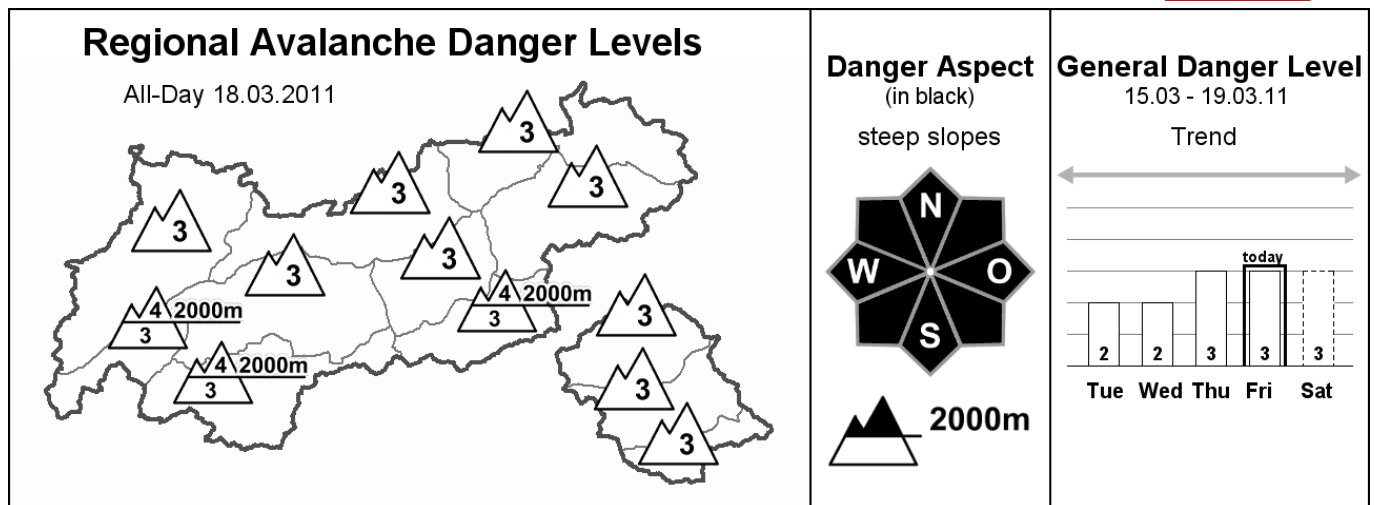 Regional Avalanche Danger Levels
All-Day 18.03.2011
3
3
3
3
3
3
3
4 2000m
3
4 2000m
3
4 2000m
3
3
3
3
Danger Aspect
(in black)
steep slopes
N
W O
S
2000m
General Danger Level
15.03 - 19.03.11
Trend
today
2 2 3 3 3
Tue Wed Thu Fri Sat